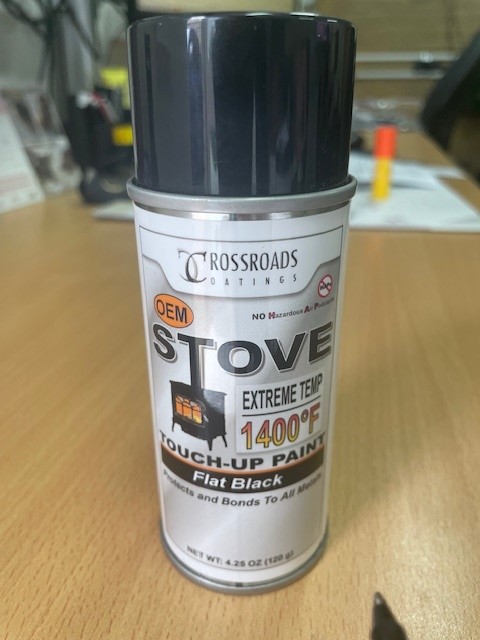 CROSSROADS
COATINGS
OEM
NO Hazardous Air Pollutants
STOVE
EXTREME TEMP
1400°F
TOUCH-UP PAINT
Flat Black
Protects and Bonds To All Metals
NET WT: 4.25 OZ (120 g)